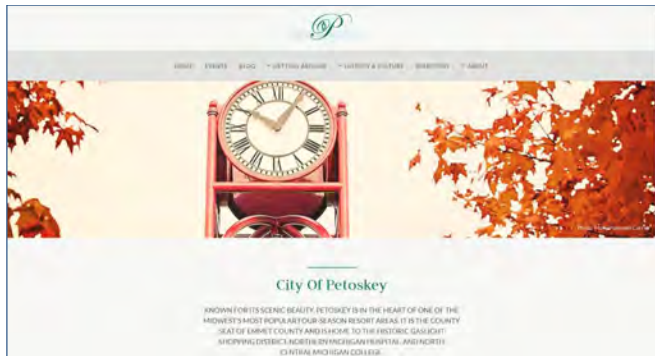 P
HOME EVENTS BLOG GETTING AROUND HISTORY & CULTURE DIRECTORY ABOUT
City Of Petoskey
KNOWN FOR ITS SCENIC BEAUTY, PETOSKEY IS IN THE HEART OF ONE OF THE
MIDWEST'S MOST POPULAR FOUR-SEASON RESORT AREAS. IT IS THE COUNTY
SEAT OF EMMET COUNTY AND IS HOME TO THE HISTORIC GASLIGHT
SHOPPING DISTRICT, NORTHERN MICHIGAN HOSPITAL, AND NORTH
CENTRAL MICHIGAN COLLEGE.